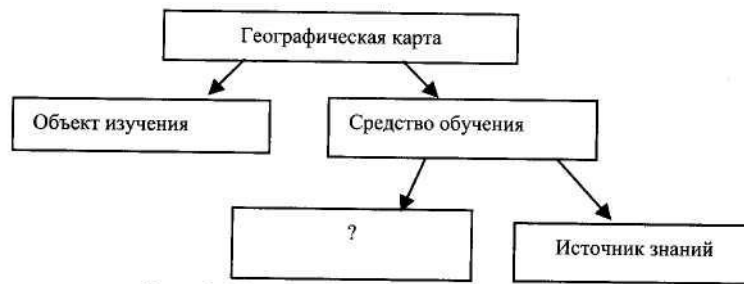 Географическая карта
Объект изучения
Средство обучения
?
Источник знаний